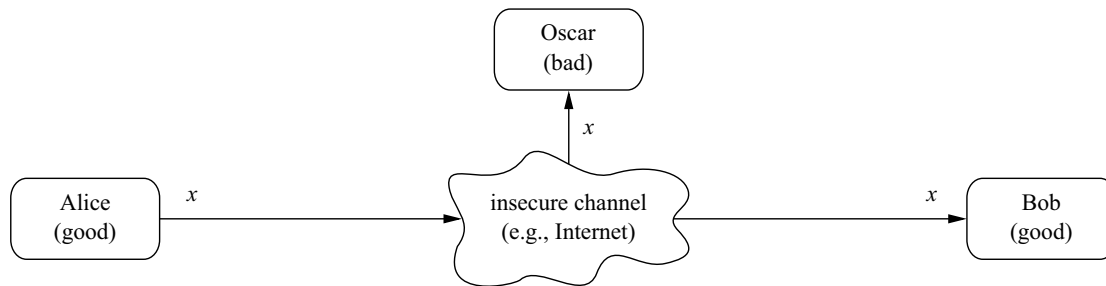 Oscar
(bad)
x
Alice
(good)
x
insecure channel
(e.g., Internet)
x
Bob
(good)